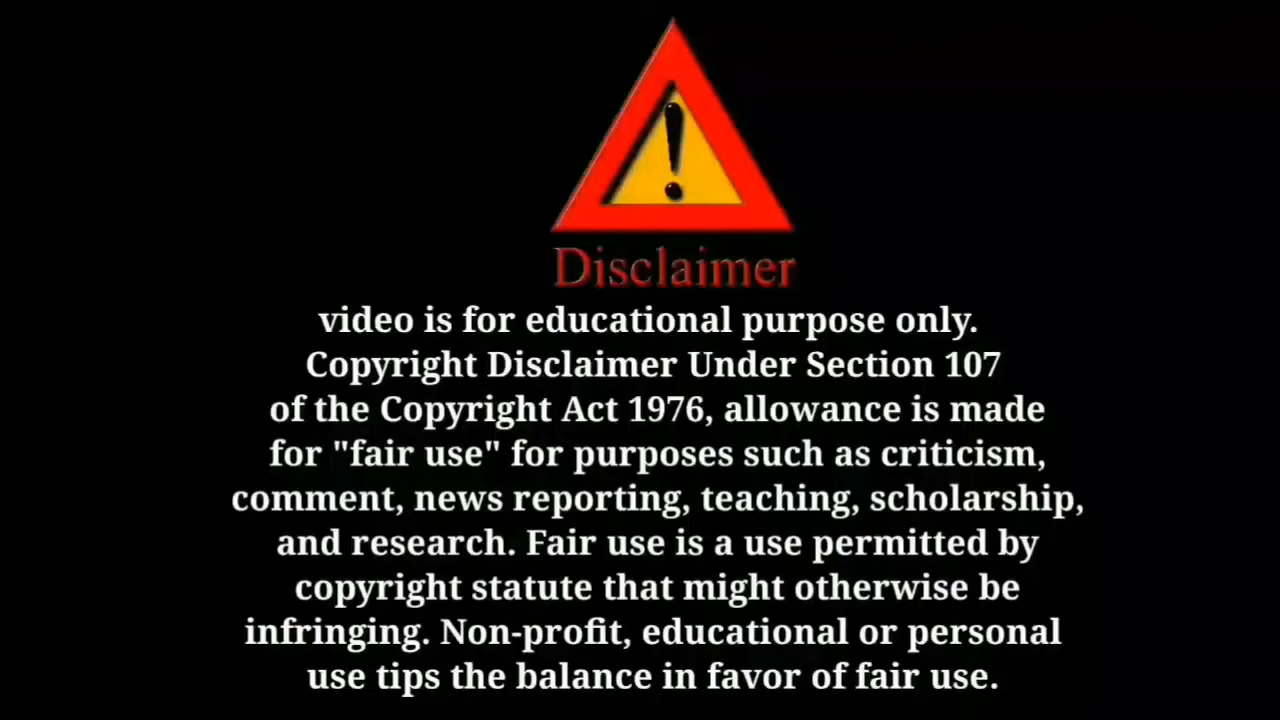 Disclaimer
video is for educational purpose only.
Copyright Disclaimer Under Section 107
of the Copyright Act 1976, allowance is made
for "fair use" for purposes such as criticism,
comment, news reporting, teaching, scholarship,
and research. Fair use is a use permitted by
copyright statute that might otherwise be
infringing. Non-profit, educational or personal
use tips the balance in favor of fair use.